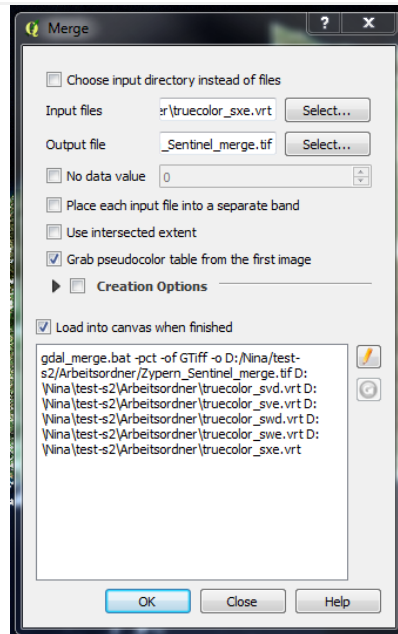 Merge
Choose input directory instead of files
Input files er\truecolor_sxe.vrt Select...
Output file _Sentinel_merge.tif Select...
No data value 0
Place each input file into a separate band
Use intersected extent
Grab pseudocolor table from the first image
Creation Options
Load into canvas when finished
gdal_merge.bat -pct -of GTiff -o D:/Nina/test-
s2/Arbeitsordner/Zypern_Sentinel_merge.tif D:
\Nina\test-s2\Arbeitsordner\truecolor_svd.vrt D:
\Nina\test-s2\Arbeitsordner\truecolor_sve.vrt D:
\Nina\test-s2\Arbeitsordner\truecolor_swd.vrt D:
\Nina\test-s2\Arbeitsordner\truecolor_swe.vrt D:
\Nina\test-s2\Arbeitsordner\truecolor_sxe.vrt
OK Close Help